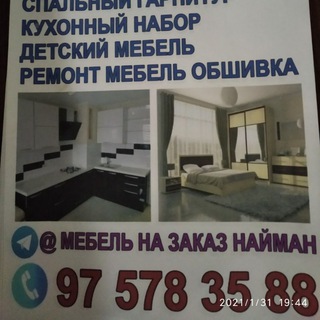 СПАЛЬНЫЙ ГАРНИТУР
КУХОННЫЙ НАБОР
ДЕТСКИЙ МЕБЕЛЬ
РЕМОНТ МЕБЕЛЬ ОБШИВКА
@ МЕБЕЛЬ НА ЗАКАЗ НАЙМАН
97 578 35 88
2021/1/31 19:44